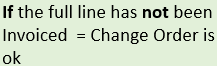 If the full line has not been
Invoiced  = Change Order is
ok